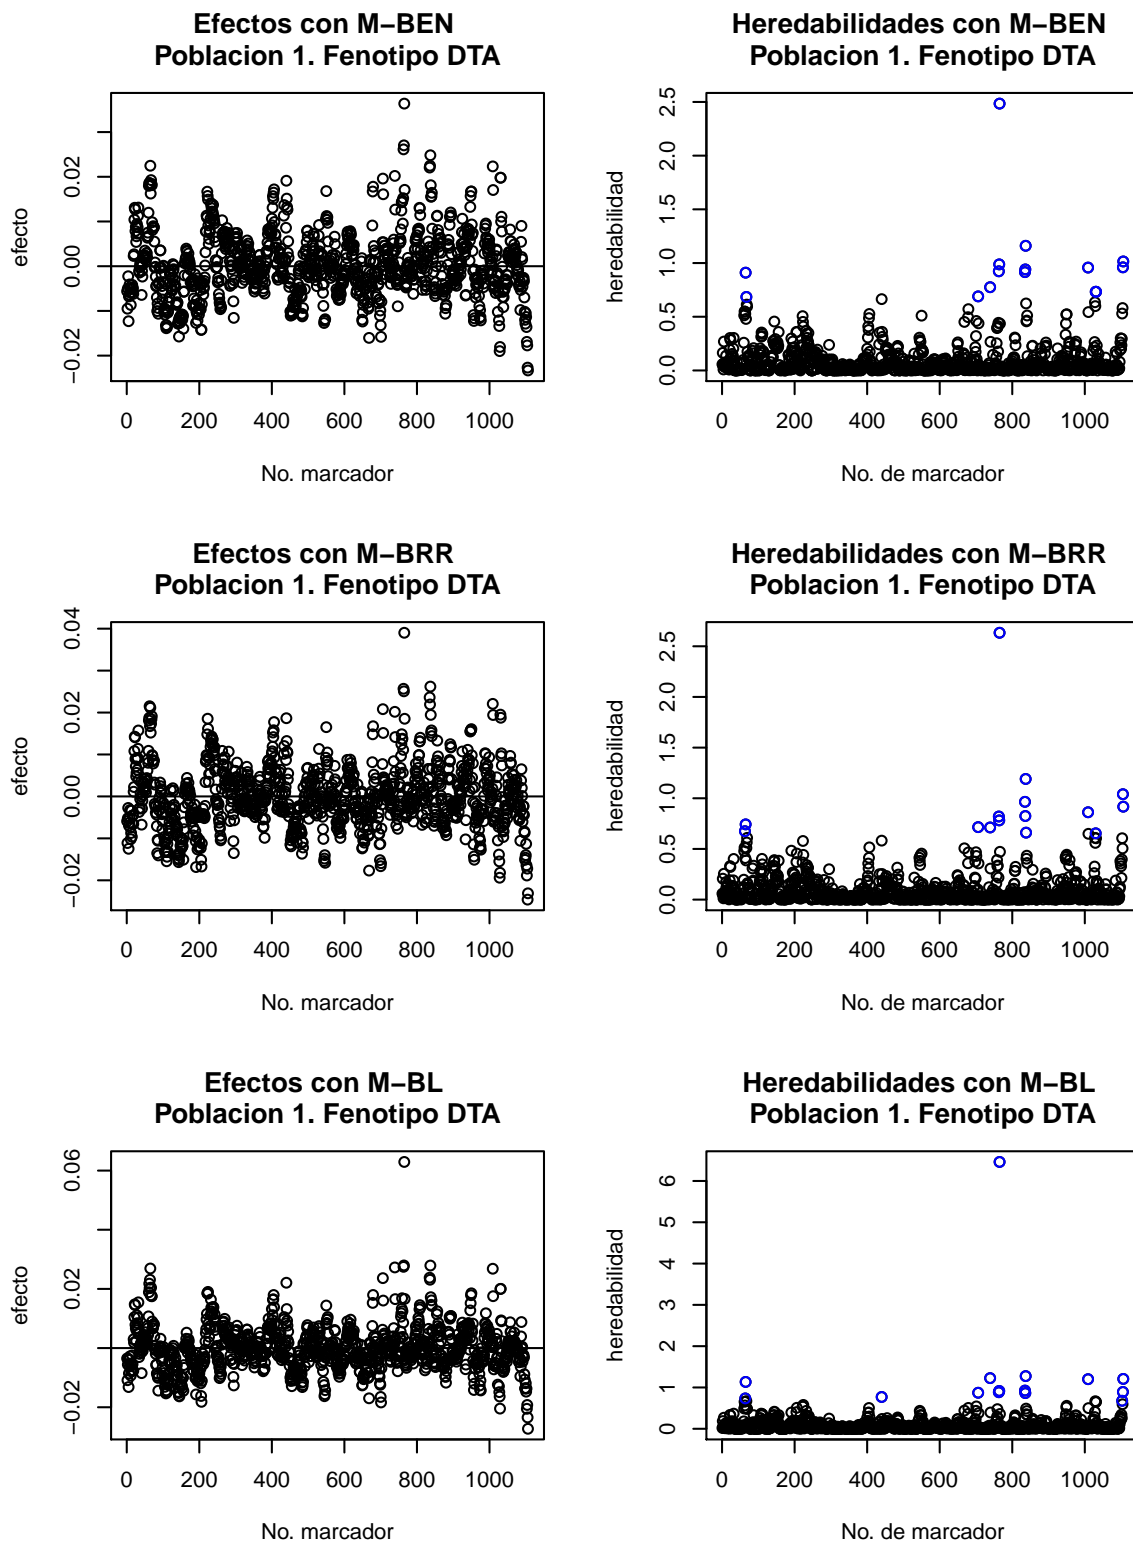 Efectos con M−BEN
Poblacion 1. Fenotipo DTA
efecto
−0.02 0.00 0.02
0 200 400 600 800 1000
No. marcador
Heredabilidades con M−BEN
Poblacion 1. Fenotipo DTA
heredabilidad
0.0 0.5 1.0 1.5 2.0 2.5
0 200 400 600 800 1000
No. de marcador
Efectos con M−BRR
Poblacion 1. Fenotipo DTA
efecto
−0.02 0.00 0.02 0.04
0 200 400 600 800 1000
No. marcador
Heredabilidades con M−BRR
Poblacion 1. Fenotipo DTA
heredabilidad
0.0 0.5 1.0 1.5 2.0 2.5
0 200 400 600 800 1000
No. de marcador
Efectos con M−BL
Poblacion 1. Fenotipo DTA
efecto
−0.02 0.02 0.06
0 200 400 600 800 1000
No. marcador
Heredabilidades con M−BL
Poblacion 1. Fenotipo DTA
heredabilidad
0 1 2 3 4 5 6
0 200 400 600 800 1000
No. de marcador